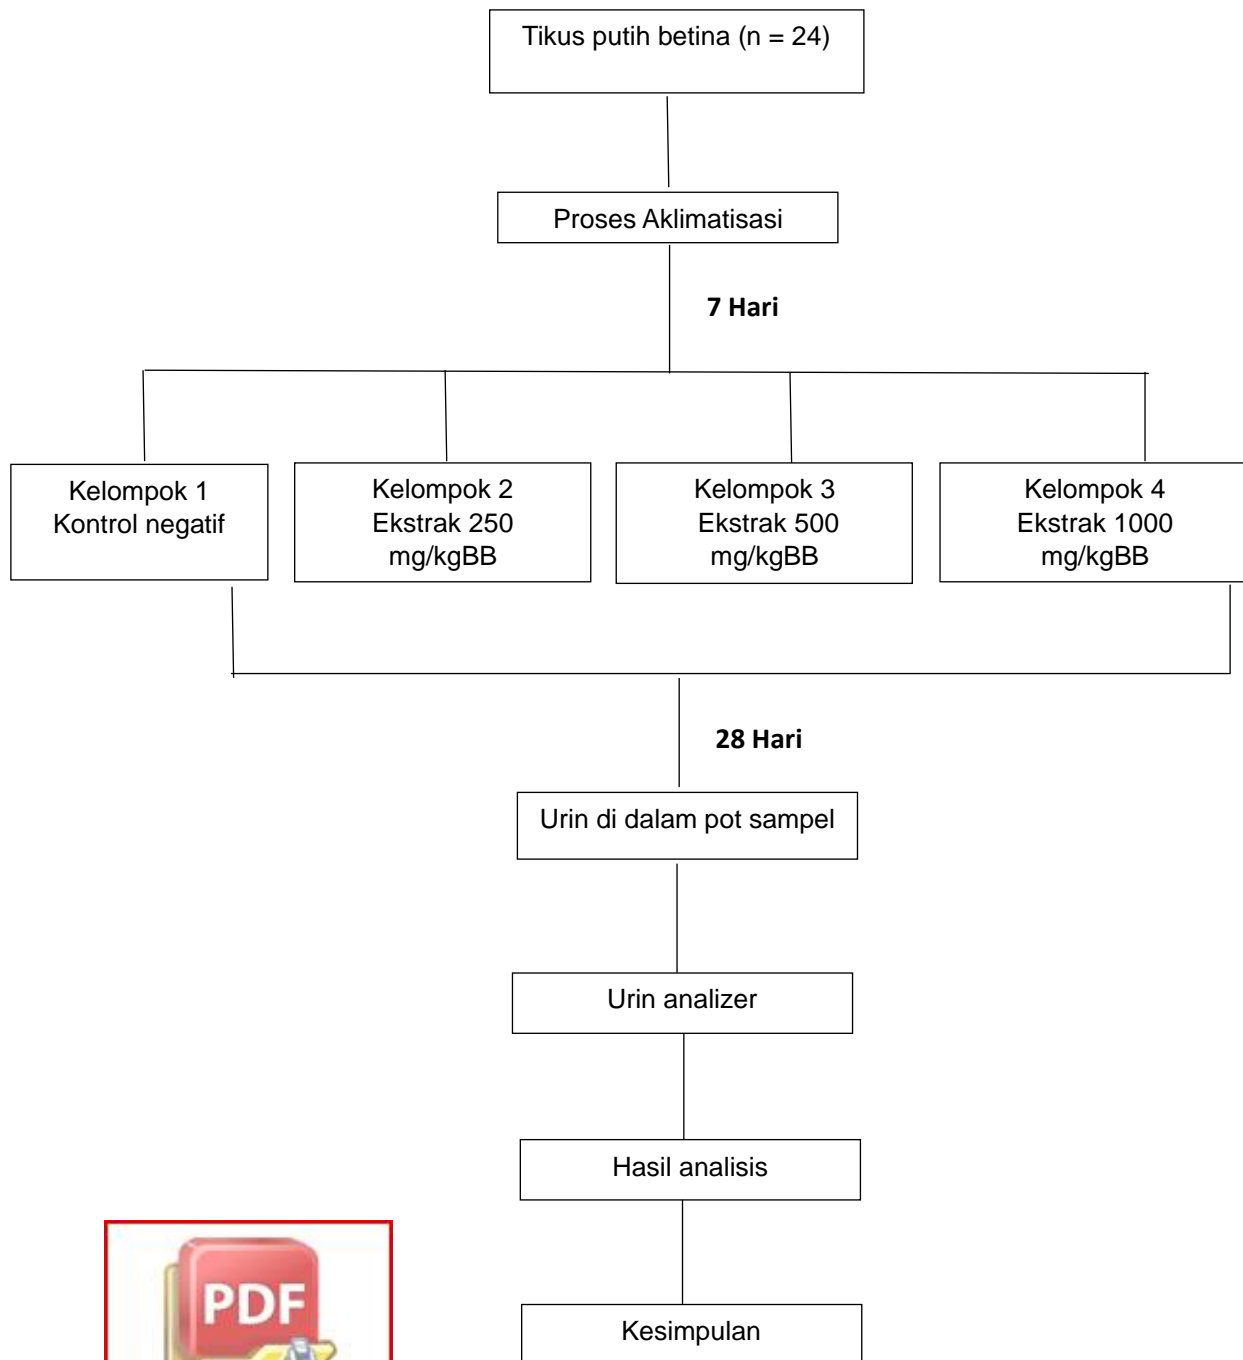 Tikus putih betina (n = 24)
Proses Aklimatisasi
7 Hari
Kelompok 1
Kontrol negatif
Kelompok 2
Ekstrak 250
mg/kgBB
Kelompok 3
Ekstrak 500
mg/kgBB
Kelompok 4
Ekstrak 1000
mg/kgBB
28 Hari
Urin di dalam pot sampel
Urin analizer
Hasil analisis
PDF
Kesimpulan